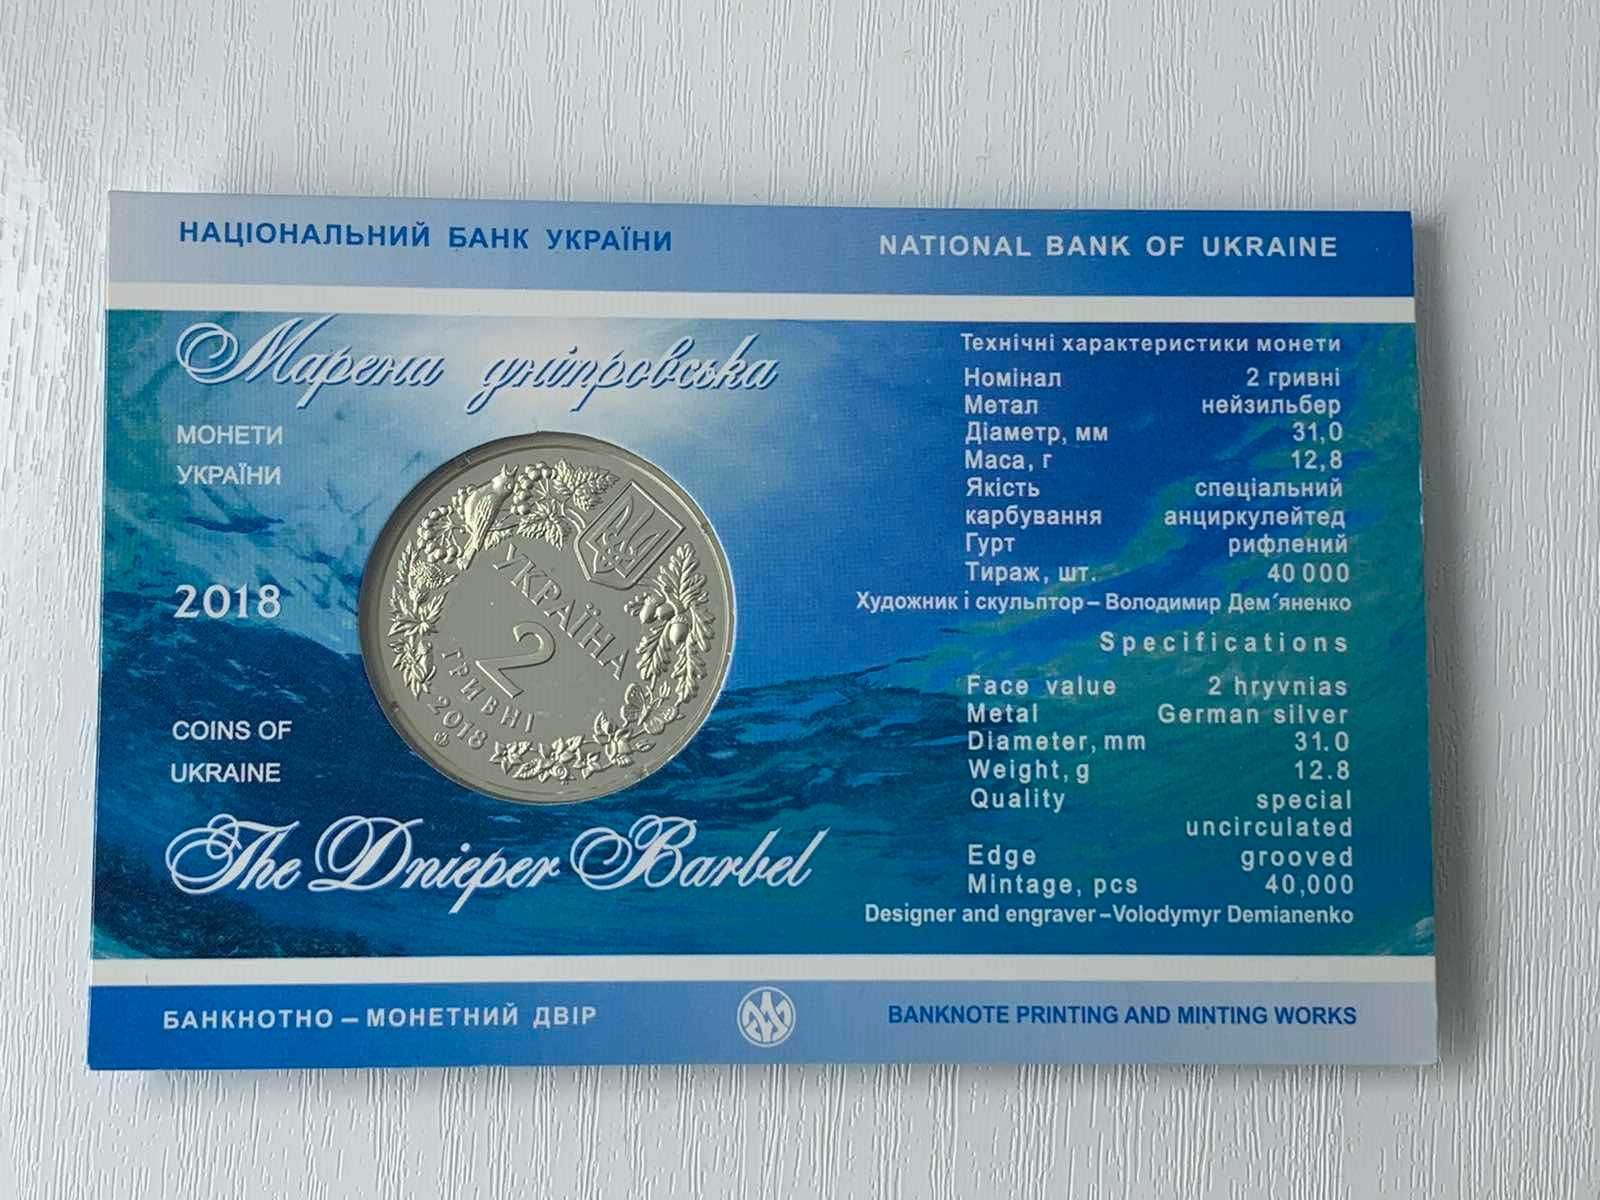 НАЦІОНАЛЬНИЙ БАНК УКРАЇНИ
NATIONAL BANK OF UKRAINE
Марена дніпровська
МОНЕТИ
УКРАЇНИ
2018
УКРАЇНА
2
ГРИВНІ
2018
COINS OF
UKRAINE
The Dnieper Barbel
Технічні характеристики монети
Номінал 2 гривні
Метал нейзильбер
Діаметр, мм 31,0
Маса, г 12,8
Якість спеціальний
карбування анциркулейтед
Гурт рифлений
Тираж, шт. 40 000
Художник і скульптор – Володимир Дем´яненко
Specifications
Face value 2 hryvnias
Metal German silver
Diameter, mm 31.0
Weight, g 12.8
Quality special
uncirculated
Edge grooved
Mintage, pcs 40,000
Designer and engraver – Volodymyr Demianenko
БАНКНОТНО – МОНЕТНИЙ ДВІР
BANKNOTE PRINTING AND MINTING WORKS